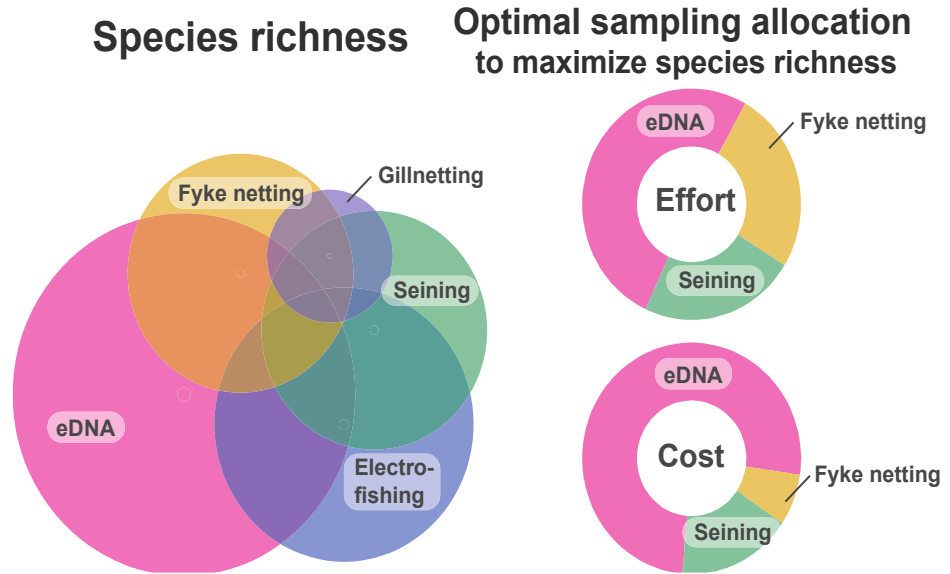 Species richness
Optimal sampling allocation
to maximize species richness
Fyke netting
Gillnetting
Seining
eDNA
Electro-
fishing
eDNA
Fyke netting
Effort
Seining
eDNA
Cost
Fyke netting
Seining